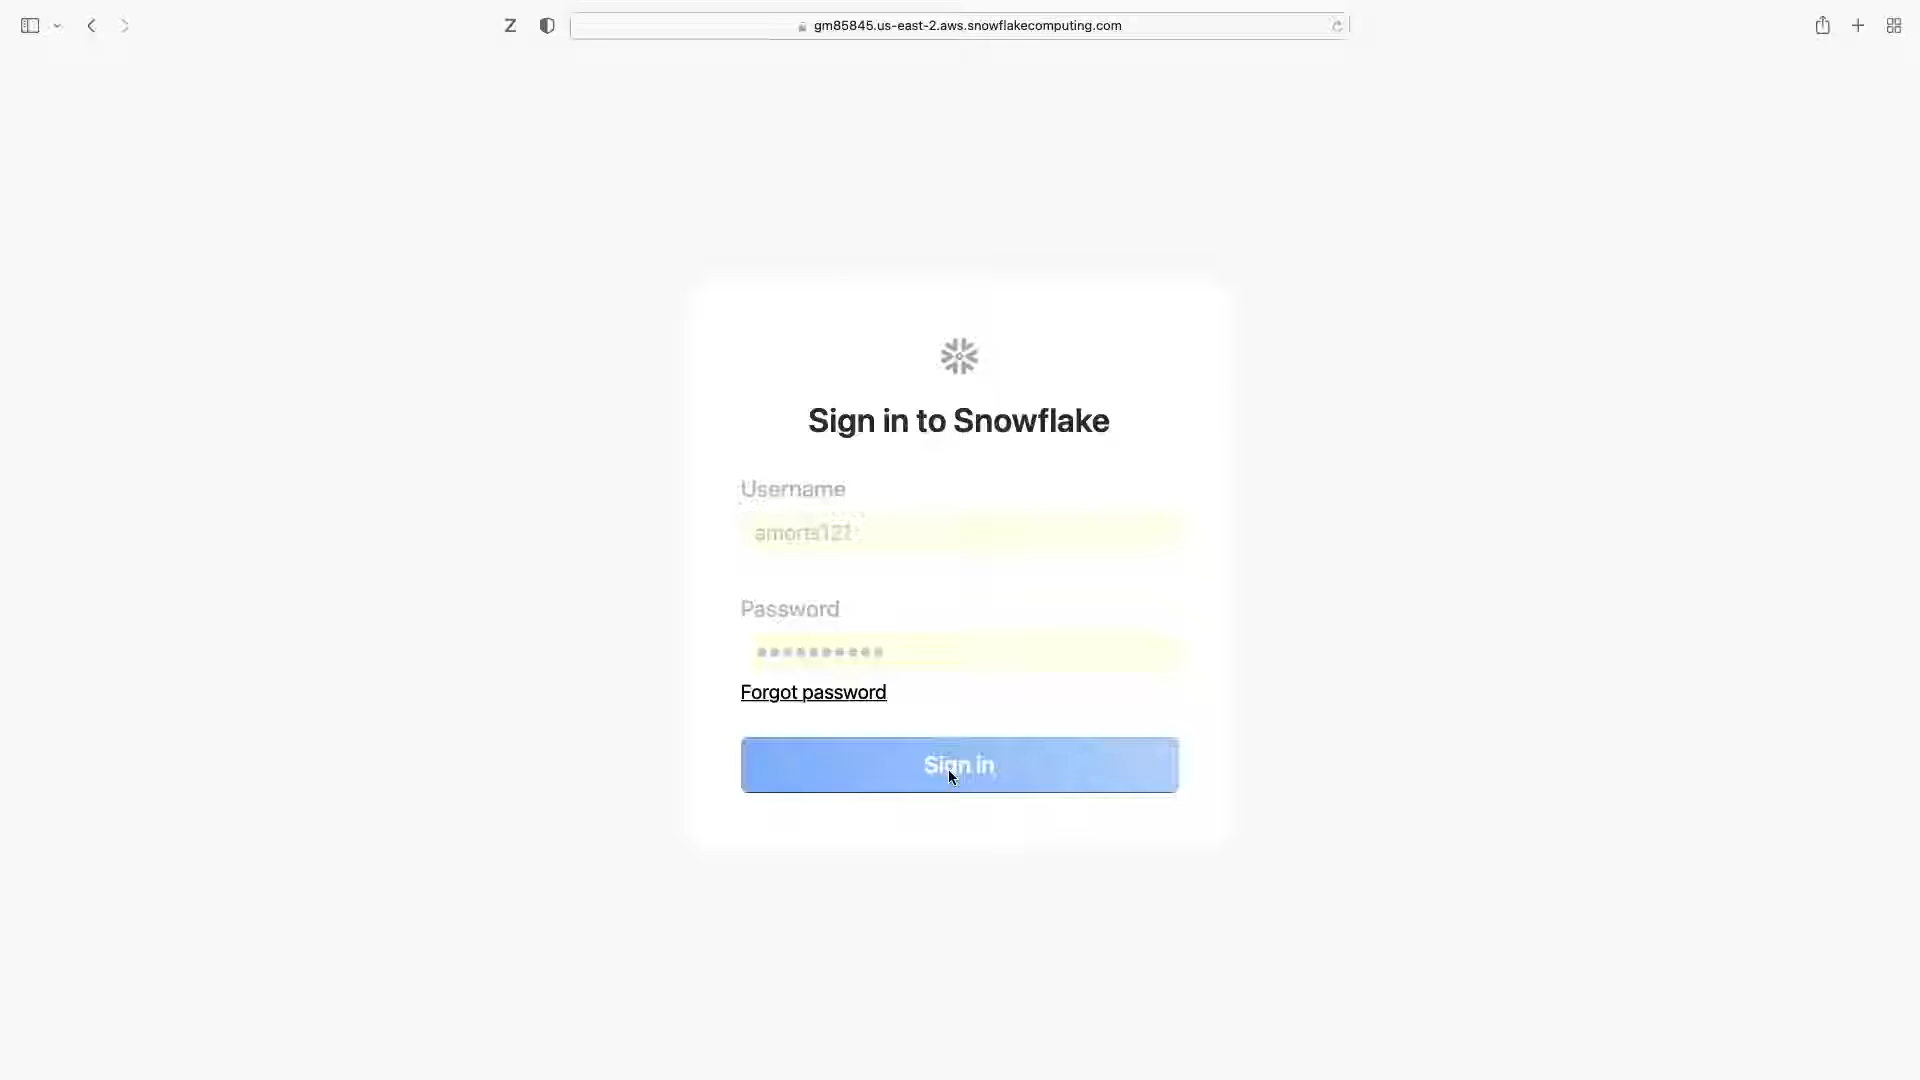 Z
gm85845.us-east-2.aws.snowflakecomputing.com
Sign in to Snowflake
Username
Password
Forgot password
Sign in